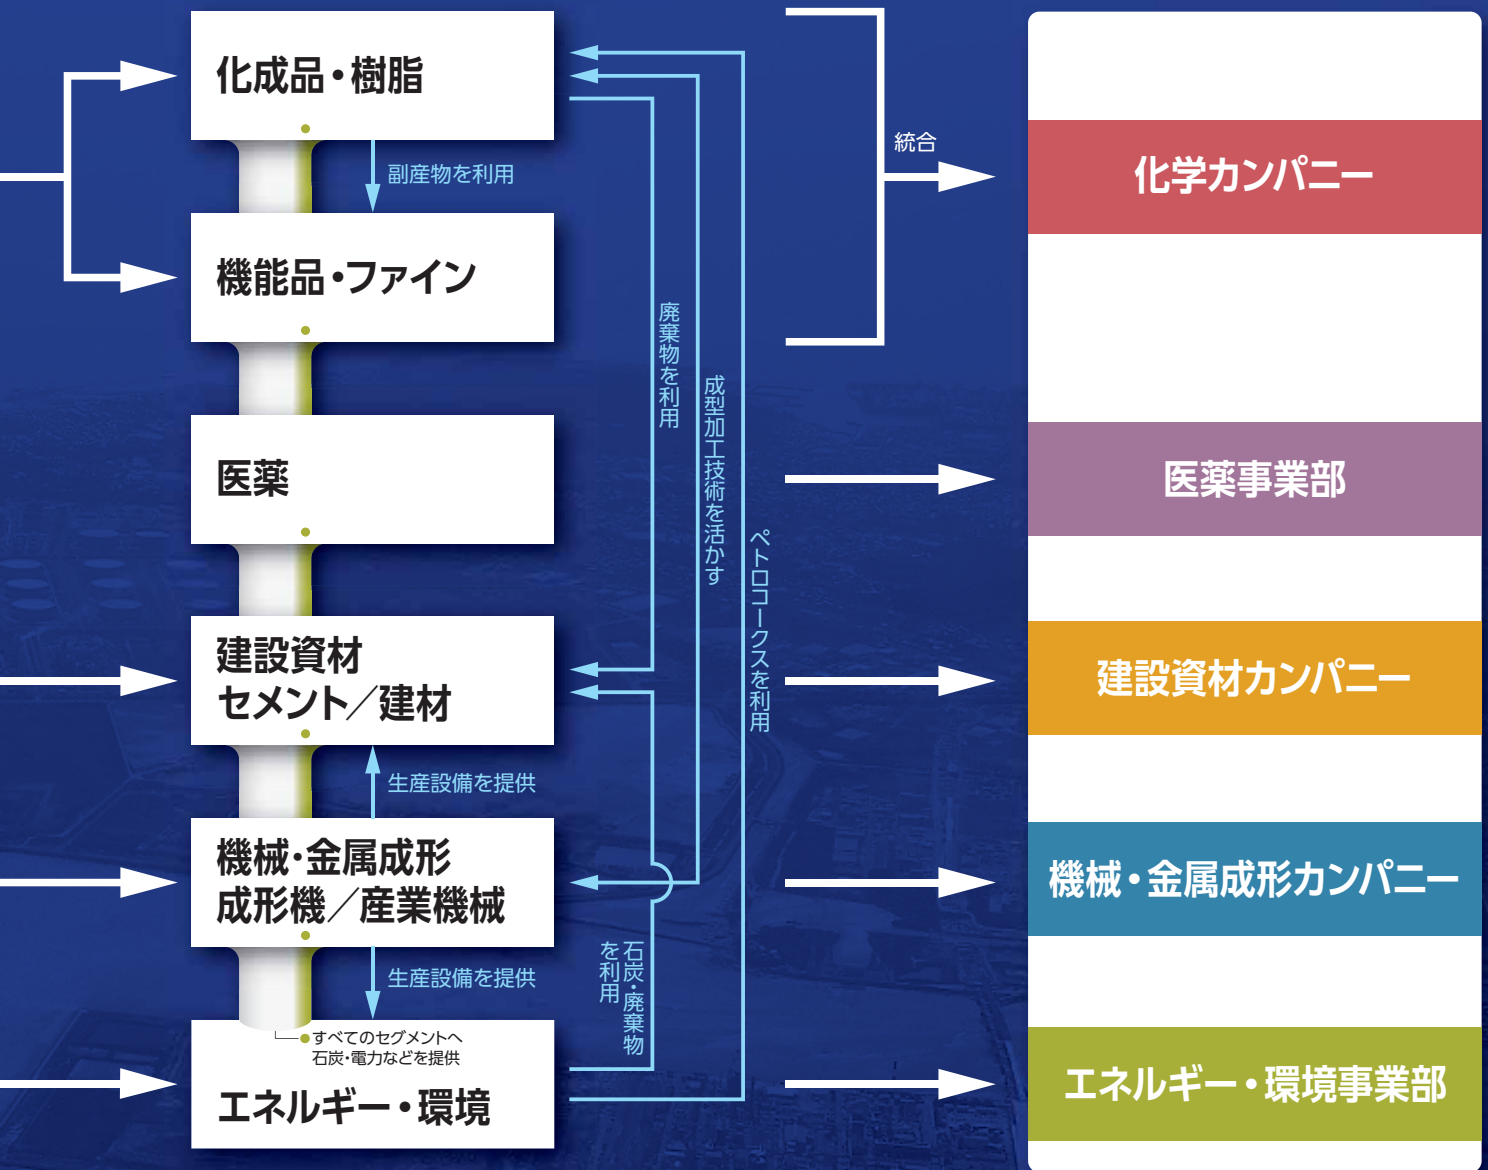 化成品・樹脂
副産物を利用
機能品・ファイン
医薬
建設資材
セメント／建材
生産設備を提供
機械・金属成形
成形機／産業機械
生産設備を提供
すべてのセグメントへ
石炭・電力などを提供
エネルギー・環境
廃棄物を利用
成型加工技術を活かす
ペトロコークスを利用
石炭・廃棄物
を利用
統合
化学カンパニー
医薬事業部
建設資材カンパニー
機械・金属成形カンパニー
エネルギー・環境事業部